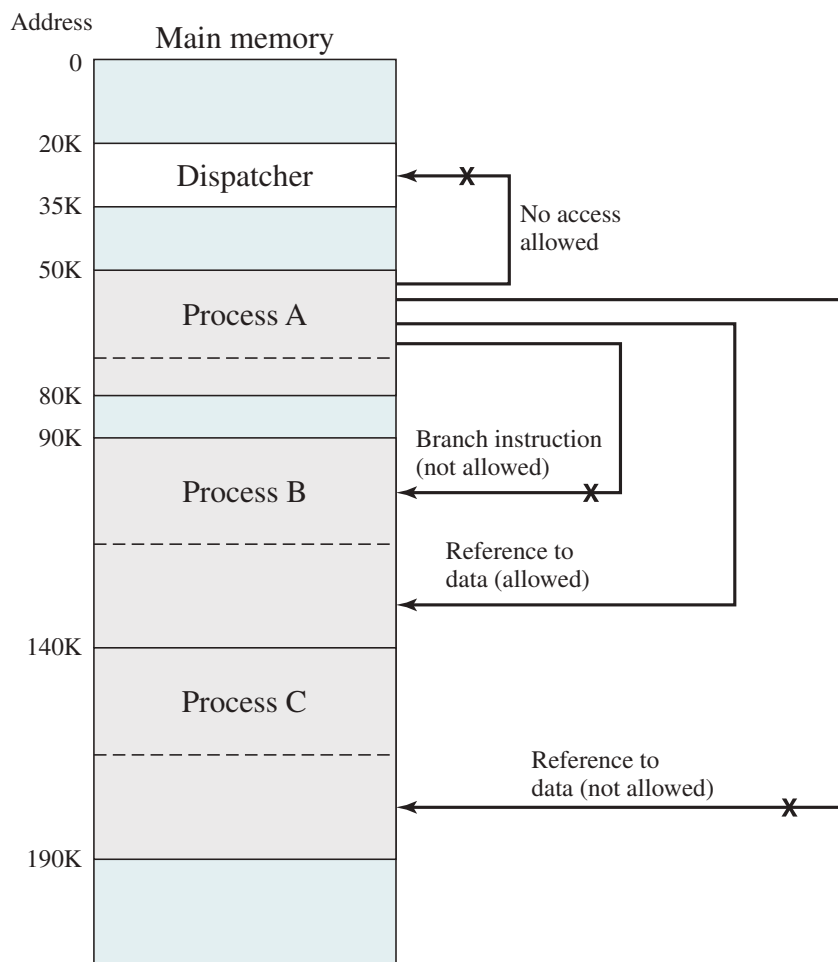 Address
Main memory
0
20K
Dispatcher
35K
No access
allowed
50K
Process A
80K
90K
Branch instruction
(not allowed)
Process B
Reference to
data (allowed)
140K
Process C
Reference to
data (not allowed)
190K